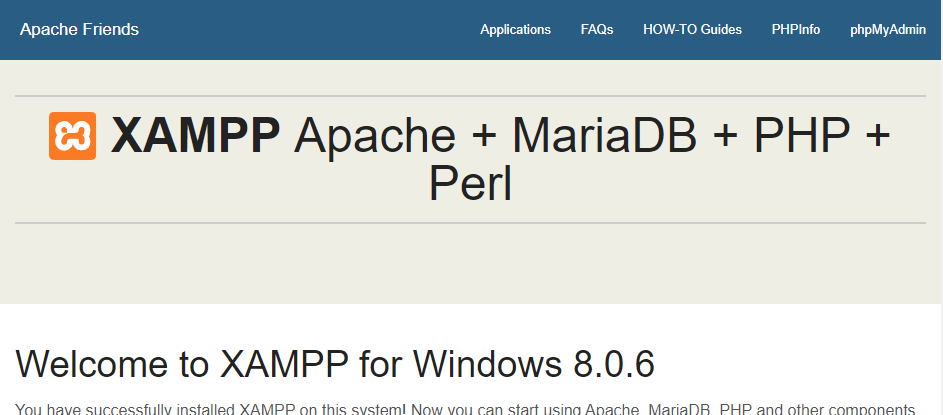 Apache Friends Applications FAQs HOW-TO Guides PHPInfo phpMyAdmin
XAMPP Apache + MariaDB + PHP +
Perl
Welcome to XAMPP for Windows 8.0.6
You have successfully installed XAMPP on this system! Now you can start using Apache, MariaDB, PHP and other components